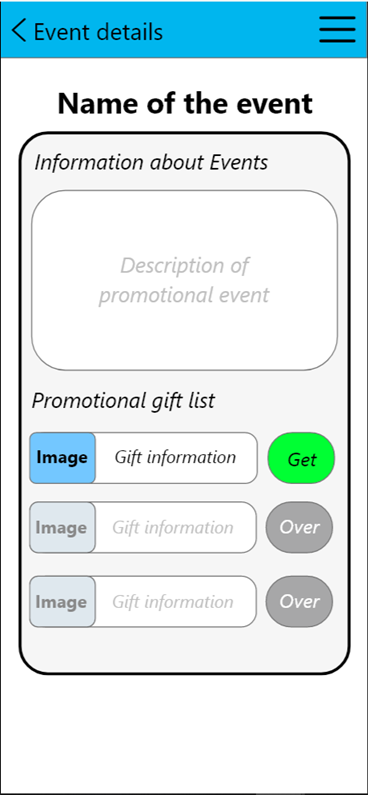 Event details
Name of the event
Information about Events
Description of
promotional event
Promotional gift list
Image Gift information Get
Image Gift information Over
Image Gift information Over